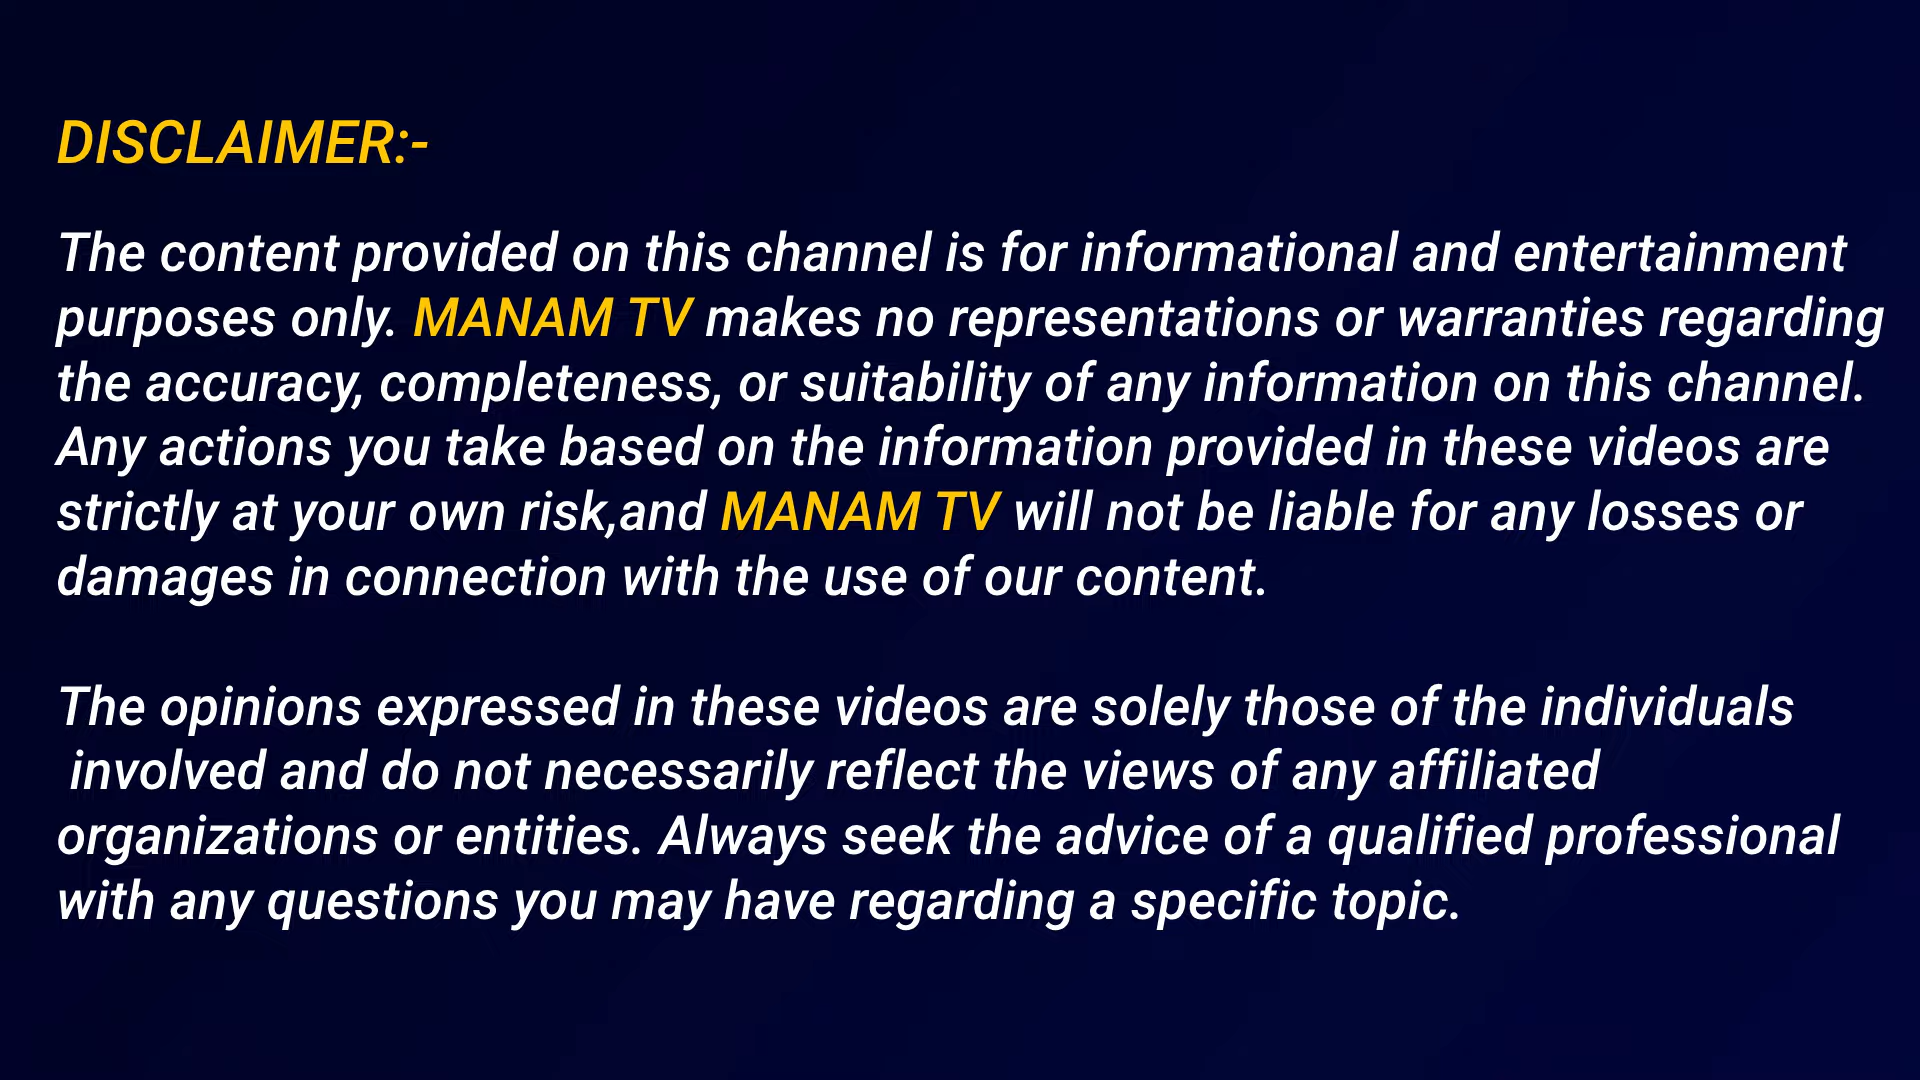 DISCLAIMER:-
The content provided on this channel is for informational and entertainment
purposes only. MANAM TV makes no representations or warranties regarding
the accuracy, completeness, or suitability of any information on this channel.
Any actions you take based on the information provided in these videos are
strictly at your own risk,and MANAM TV will not be liable for any losses or
damages in connection with the use of our content.
The opinions expressed in these videos are solely those of the individuals
involved and do not necessarily reflect the views of any affiliated
organizations or entities. Always seek the advice of a qualified professional
with any questions you may have regarding a specific topic.